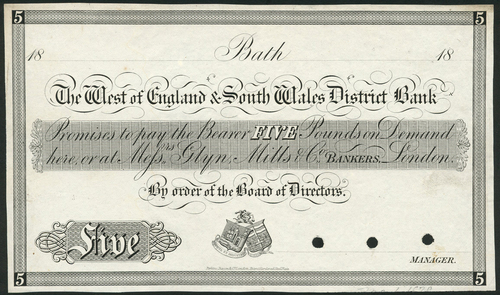 5 5
18 Bath 18
The West of England & South Wales District Bank
Promises to pay the Bearer FIVE Pounds on Demand
here, or at Messrs Glyn, Mills & Co. BANKERS, London.
By order of the Board of Directors.
Five
MANAGER.
5 5